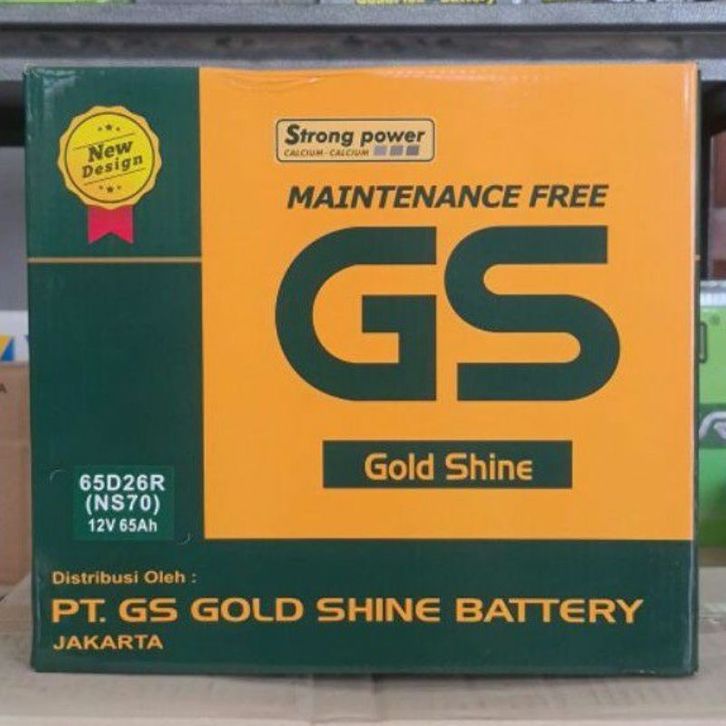 New
Design
Strong power
CALCIUM-CALCIUM
MAINTENANCE FREE
GS
Gold Shine
65D26R
(NS70)
12V 65Ah
Distribusi Oleh :
PT. GS GOLD SHINE BATTERY
JAKARTA